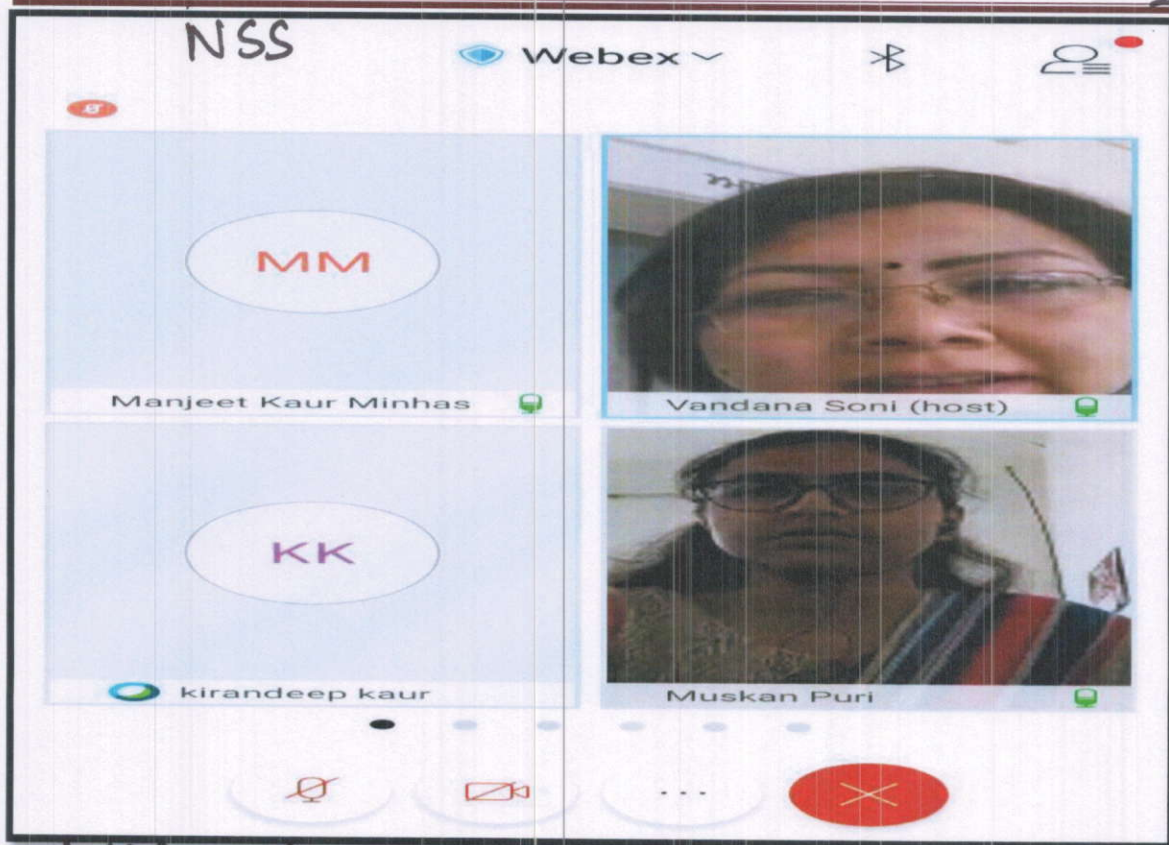 NSS
Webex
MM
Manjeet Kaur Minhas
Vandana Soni (host)
KK
kirandeep kaur
Muskan Puri